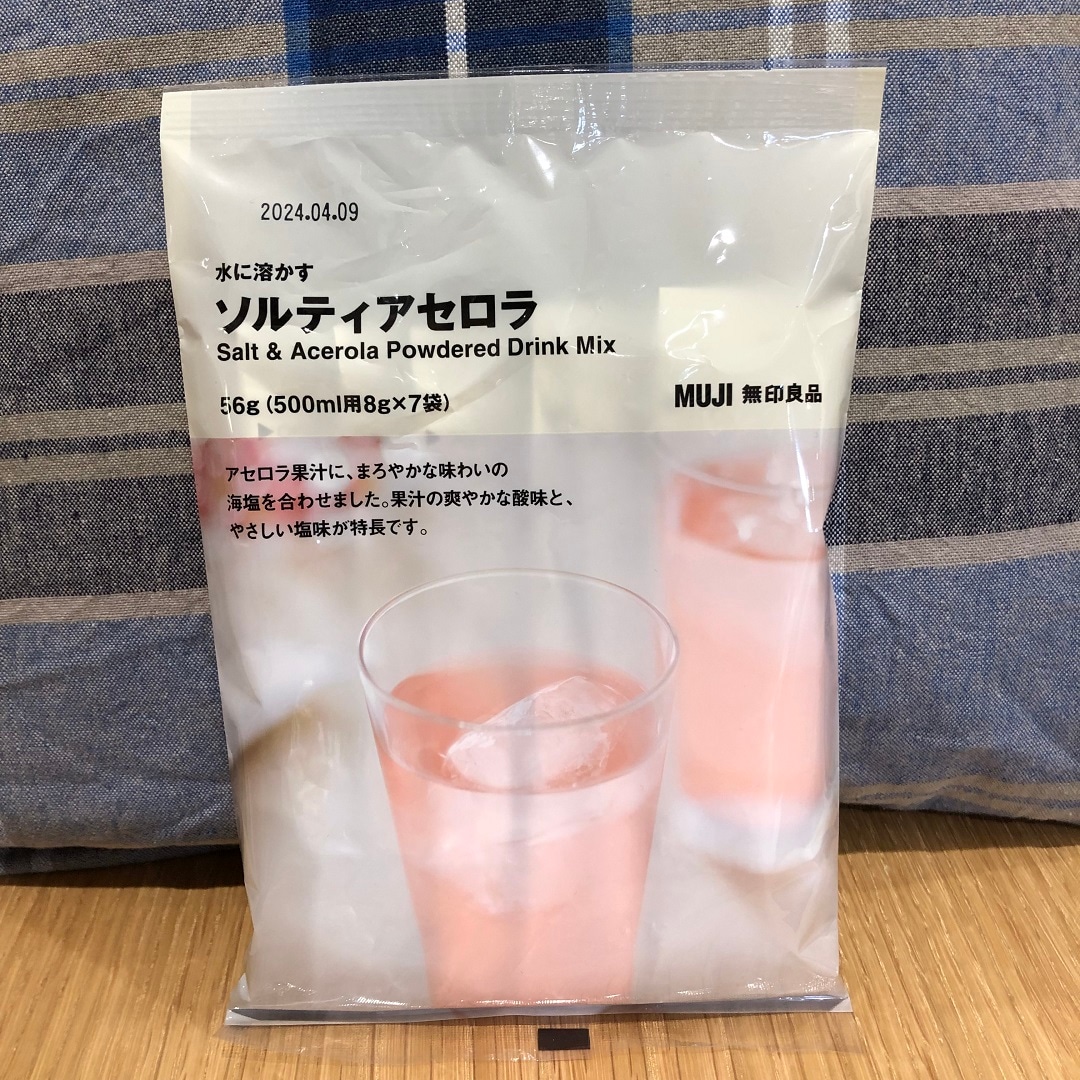 2024.04.09
水に溶かす
ソルティアセロラ
Salt & Acerola Powdered Drink Mix
56g（500ml用8g×7袋）
MUJI 無印良品
アセロラ果汁に、まろやかな味わいの
海塩を合わせました。果汁の爽やかな酸味と、
やさしい塩味が特長です。